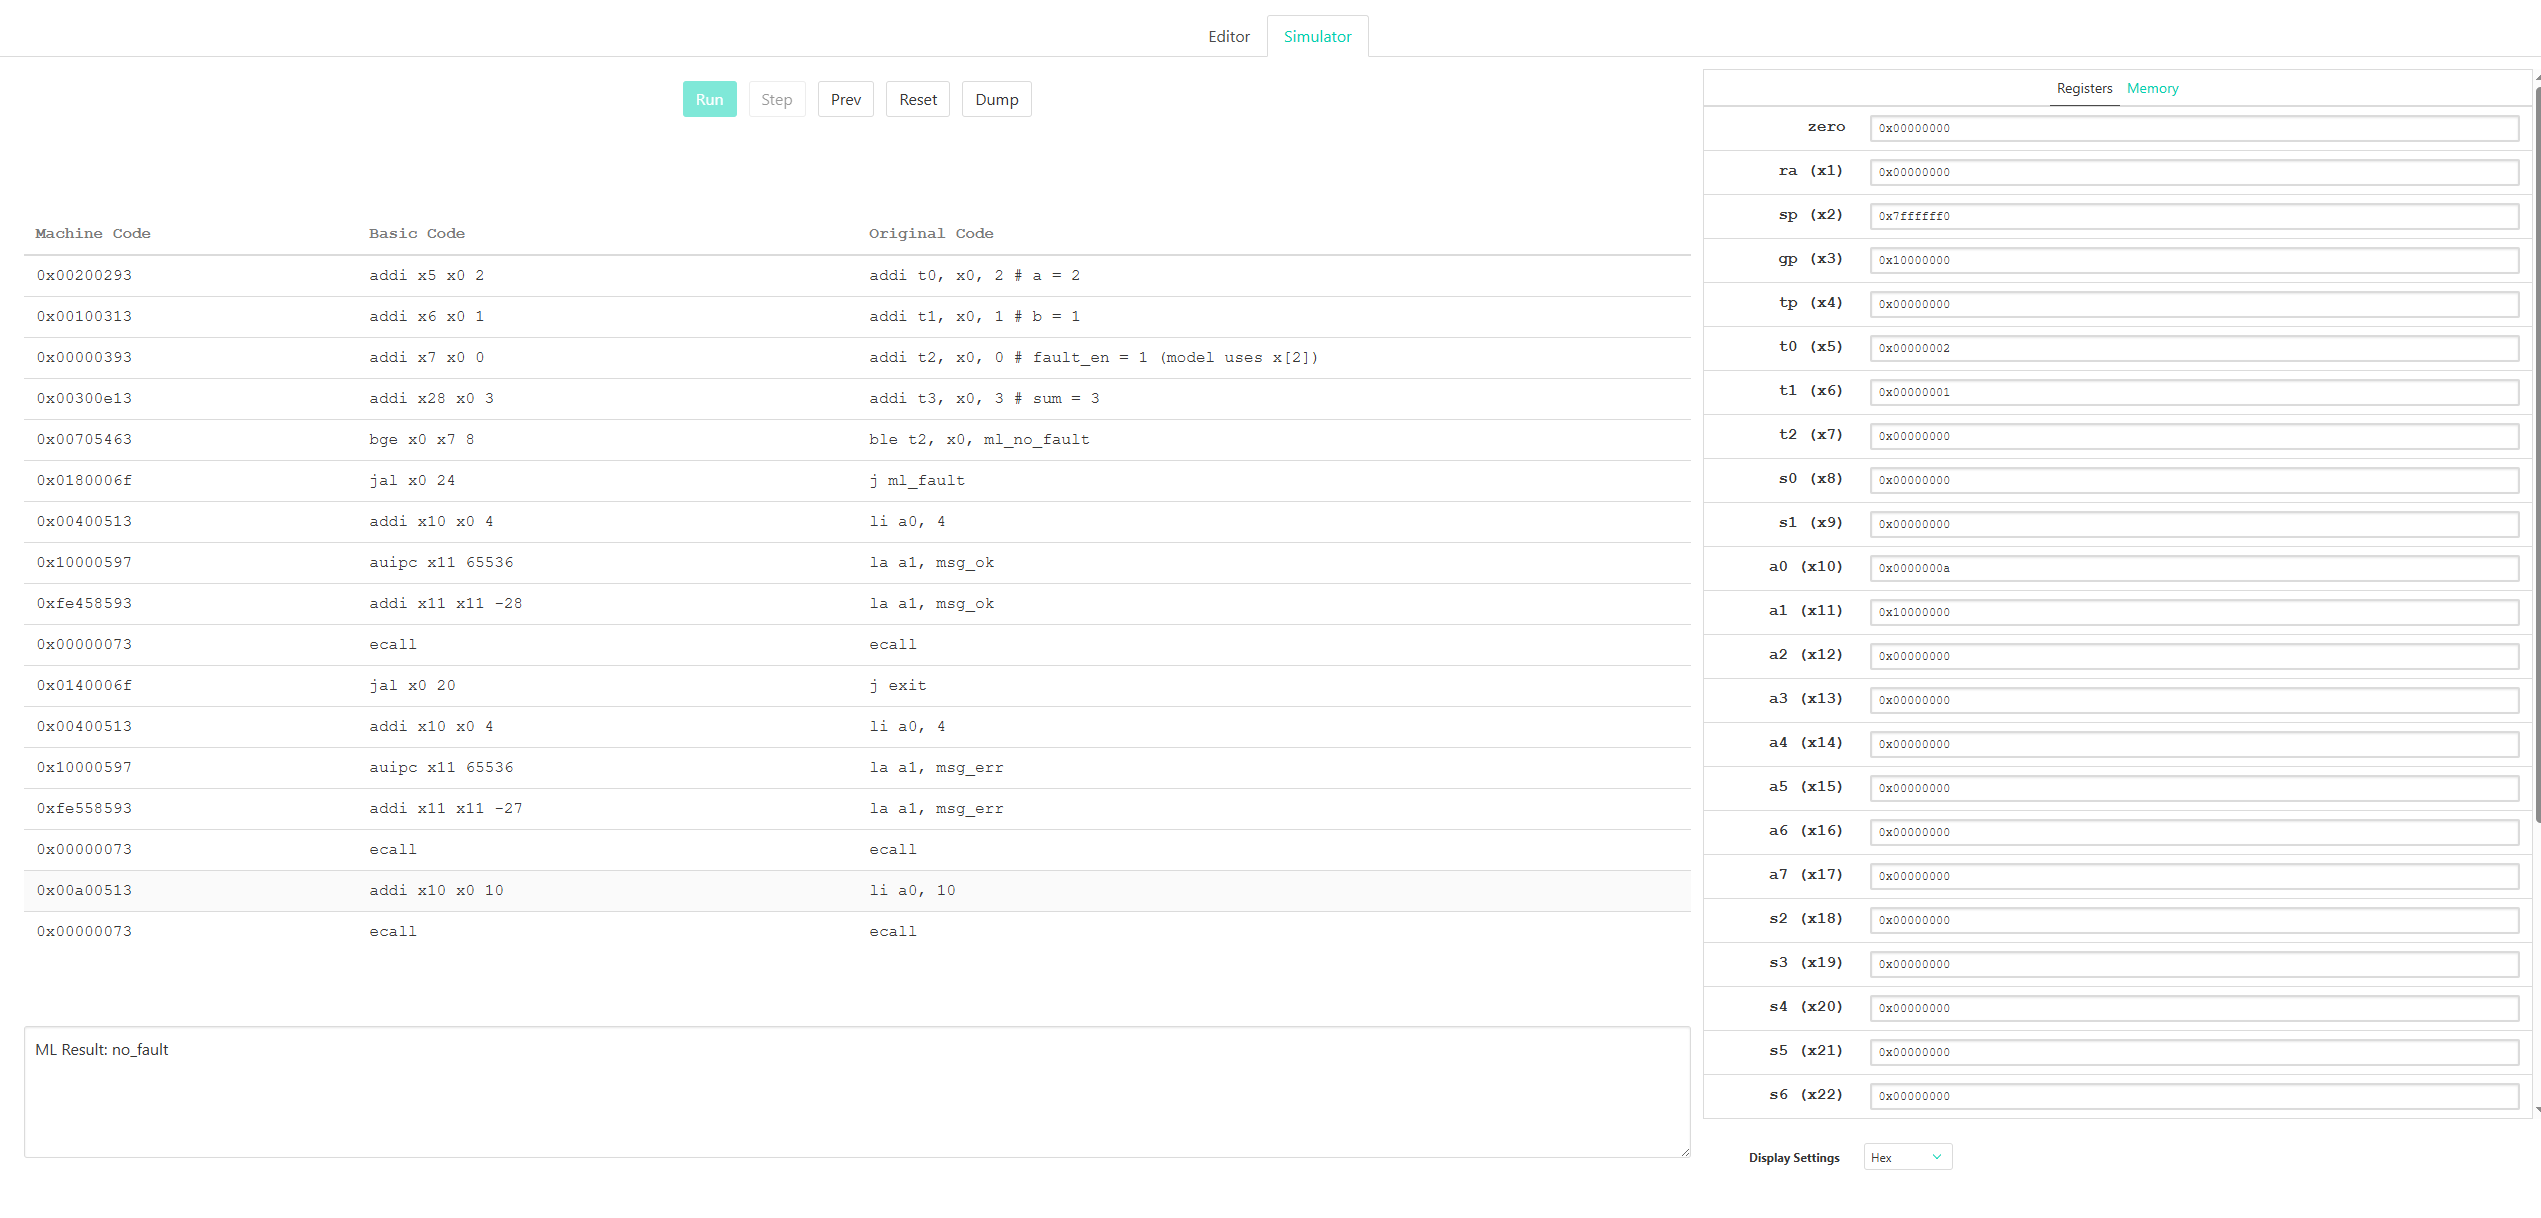 Editor Simulator
Run Step Prev Reset Dump
Machine Code Basic Code Original Code
0x00200293 addi x5 x0 2 addi t0, x0, 2 # a = 2
0x00100313 addi x6 x0 1 addi t1, x0, 1 # b = 1
0x00000393 addi x7 x0 0 addi t2, x0, 0 # fault_en = 1 (model uses x[2])
0x00300e13 addi x28 x0 3 addi t3, x0, 3 # sum = 3
0x00705463 bge x0 x7 8 ble t2, x0, ml_no_fault
0x0180006f jal x0 24 j ml_fault
0x00400513 addi x10 x0 4 li a0, 4
0x10000597 auipc x11 65536 la a1, msg_ok
0xfe458593 addi x11 x11 -28 la a1, msg_ok
0x00000073 ecall ecall
0x0140006f jal x0 20 j exit
0x00400513 addi x10 x0 4 li a0, 4
0x10000597 auipc x11 65536 la a1, msg_err
0xfe558593 addi x11 x11 -27 la a1, msg_err
0x00000073 ecall ecall
0x00a00513 addi x10 x0 10 li a0, 10
0x00000073 ecall ecall
ML Result: no_fault
Registers Memory
zero 0x00000000
ra (x1) 0x00000000
sp (x2) 0x7ffffff0
gp (x3) 0x10000000
tp (x4) 0x00000000
t0 (x5) 0x00000002
t1 (x6) 0x00000001
t2 (x7) 0x00000000
s0 (x8) 0x00000000
s1 (x9) 0x00000000
a0 (x10) 0x0000000a
a1 (x11) 0x10000000
a2 (x12) 0x00000000
a3 (x13) 0x00000000
a4 (x14) 0x00000000
a5 (x15) 0x00000000
a6 (x16) 0x00000000
a7 (x17) 0x00000000
s2 (x18) 0x00000000
s3 (x19) 0x00000000
s4 (x20) 0x00000000
s5 (x21) 0x00000000
s6 (x22) 0x00000000
Display Settings Hex